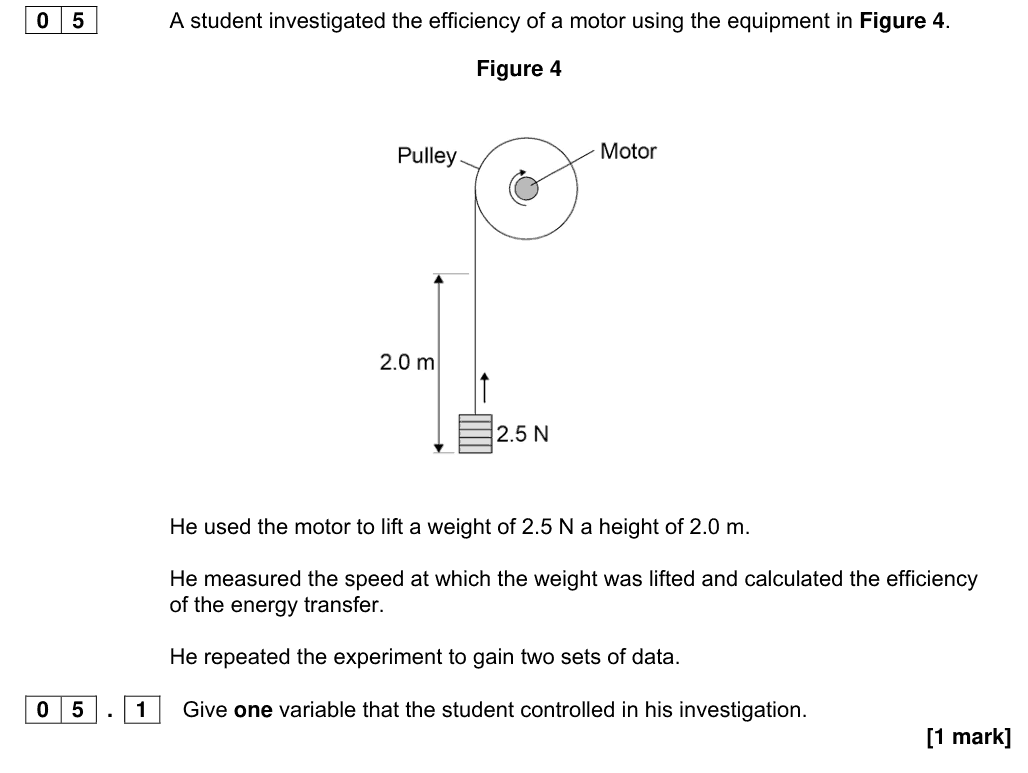 0 5 A student investigated the efficiency of a motor using the equipment in Figure 4.
Figure 4
Pulley
Motor
2.0 m
2.5 N
He used the motor to lift a weight of 2.5 N a height of 2.0 m.
He measured the speed at which the weight was lifted and calculated the efficiency
of the energy transfer.
He repeated the experiment to gain two sets of data.
0 5 . 1 Give one variable that the student controlled in his investigation.
[1 mark]